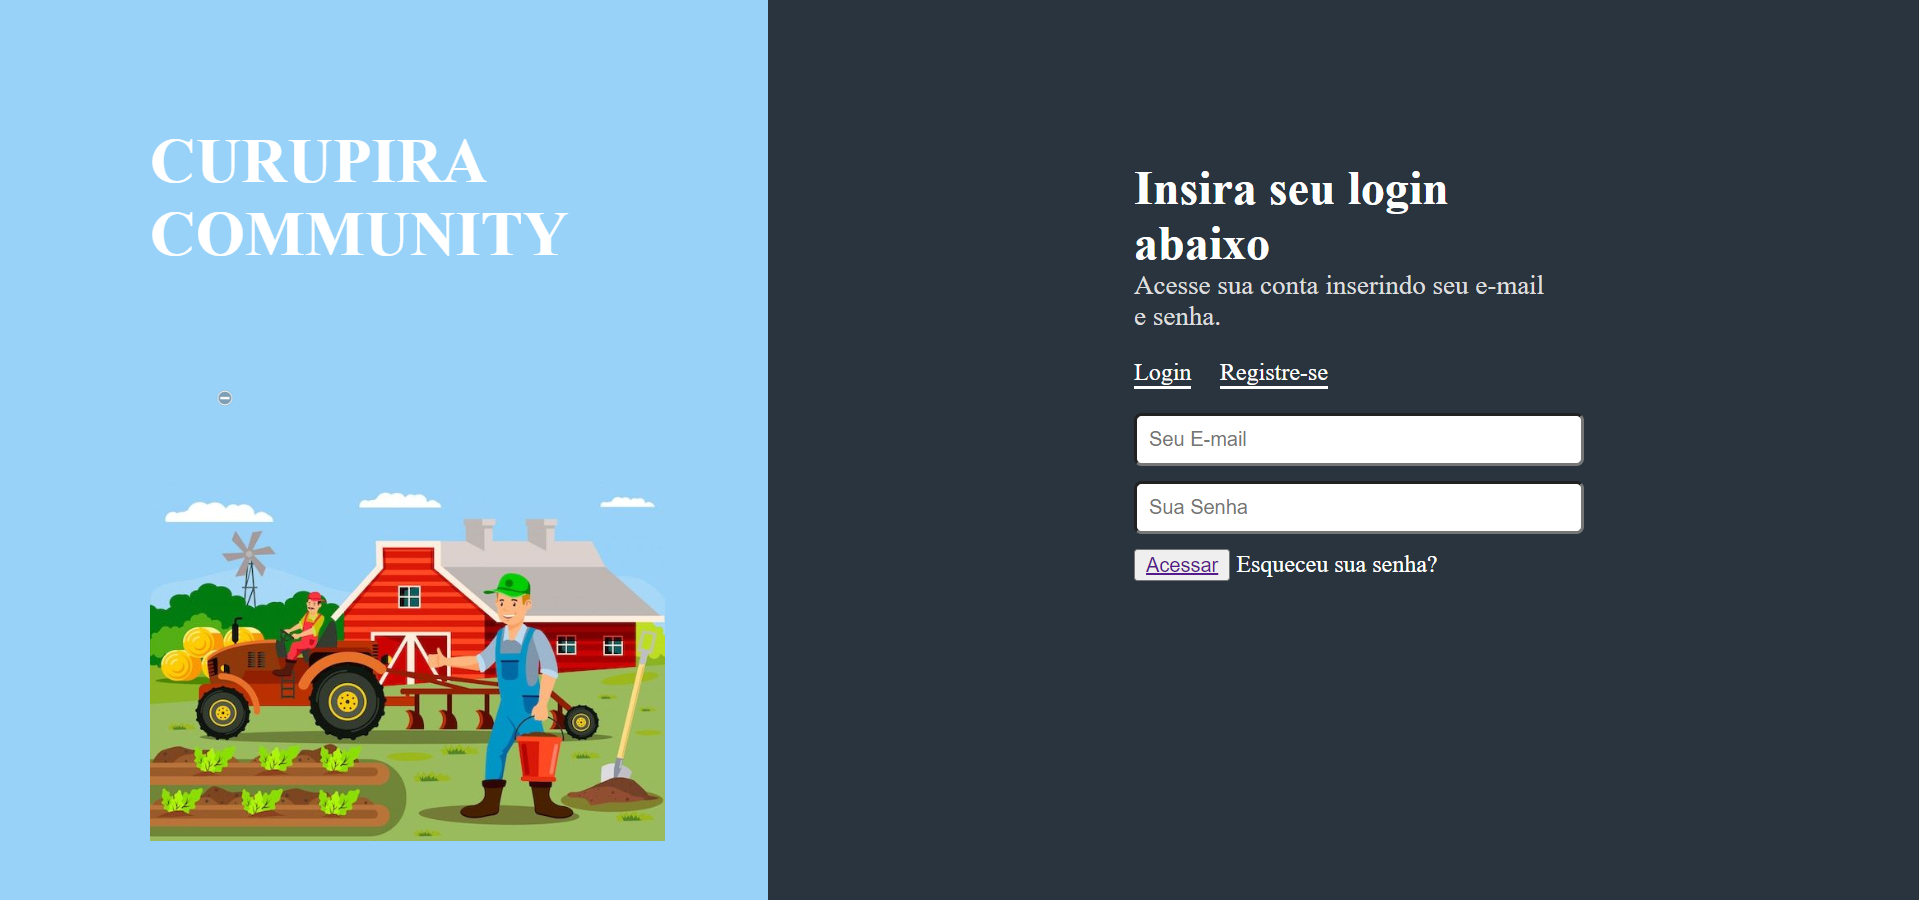 CURUPIRA
COMMUNITY
Insira seu login
abaixo
Acesse sua conta inserindo seu e-mail
e senha.
Login Registre-se
Seu E-mail
Sua Senha
Acessar Esqueceu sua senha?